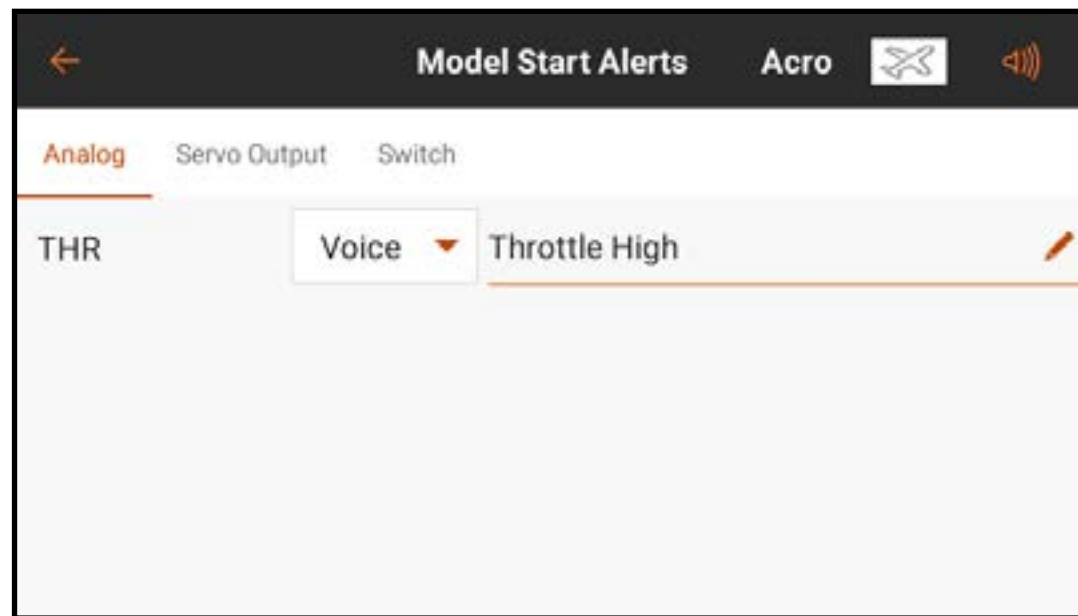 Model Start Alerts Acro
Analog Servo Output Switch
THR Voice Throttle High